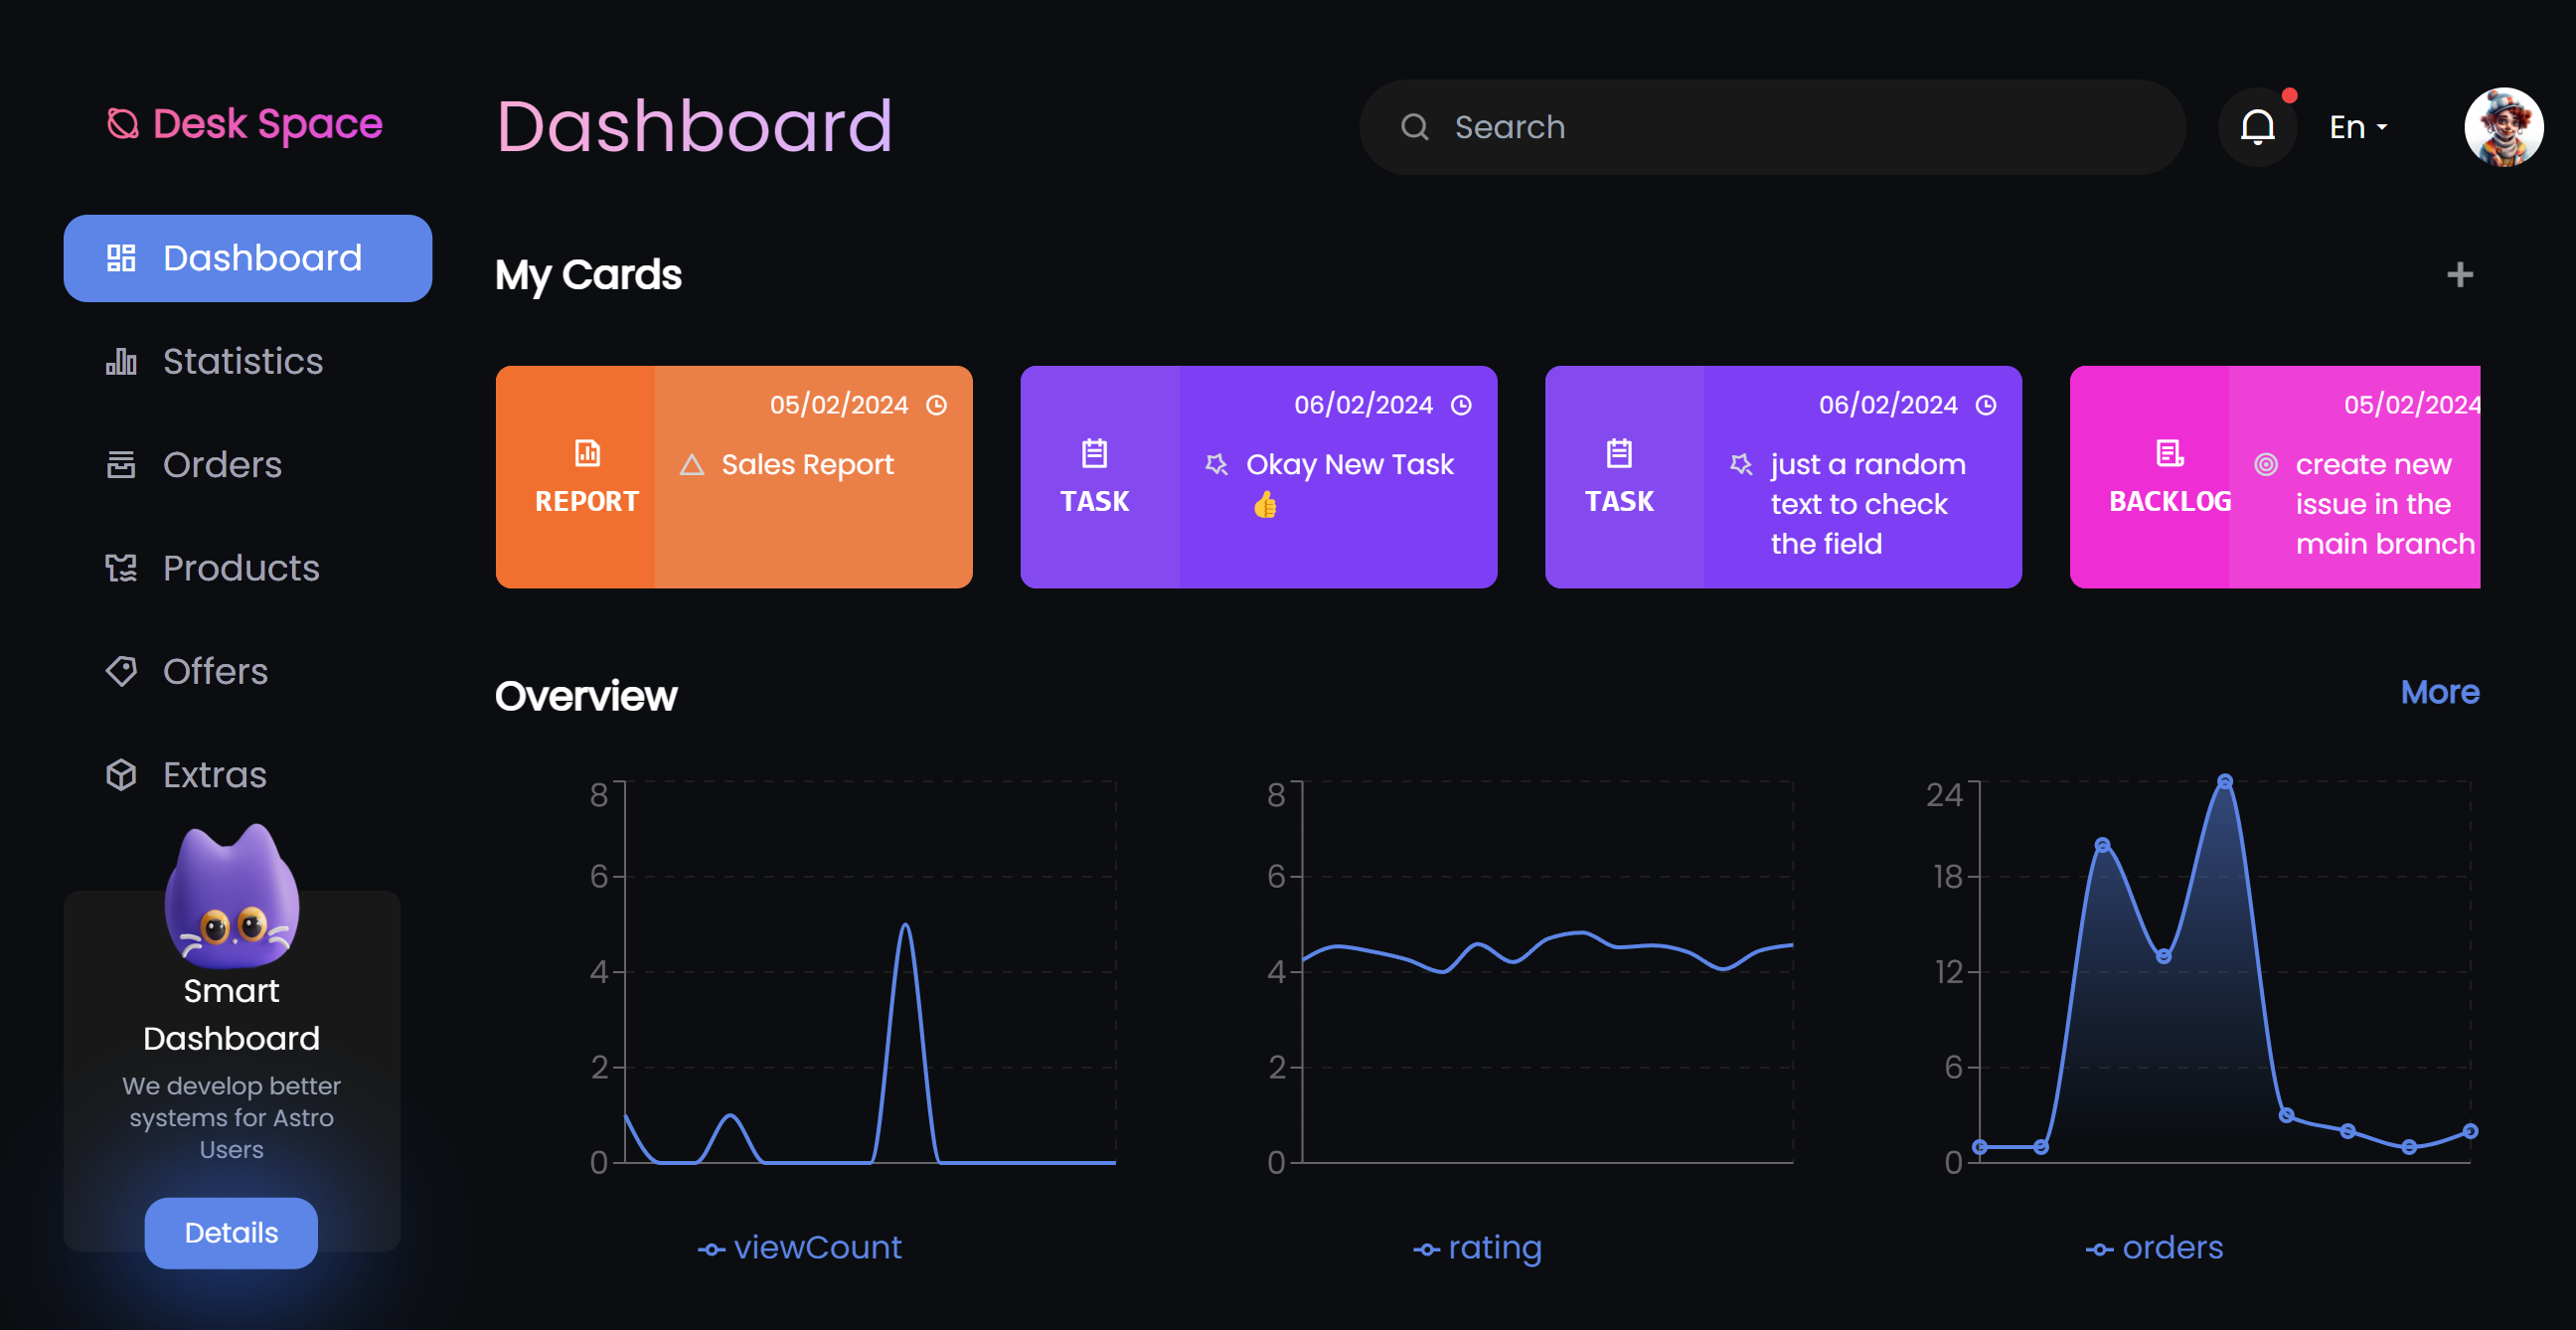 Desk Space
Dashboard
Search
En
Dashboard
Statistics
Orders
Products
Offers
Extras
Smart
Dashboard
We develop better
systems for Astro
Users
Details
My Cards
REPORT
05/02/2024
Sales Report
TASK
06/02/2024
Okay New Task
👍
TASK
06/02/2024
just a random
text to check
the field
BACKLOG
05/02/2024
create new
issue in the
main branch
Overview
More
8
6
4
2
0
viewCount
8
6
4
2
0
rating
24
18
12
6
0
orders